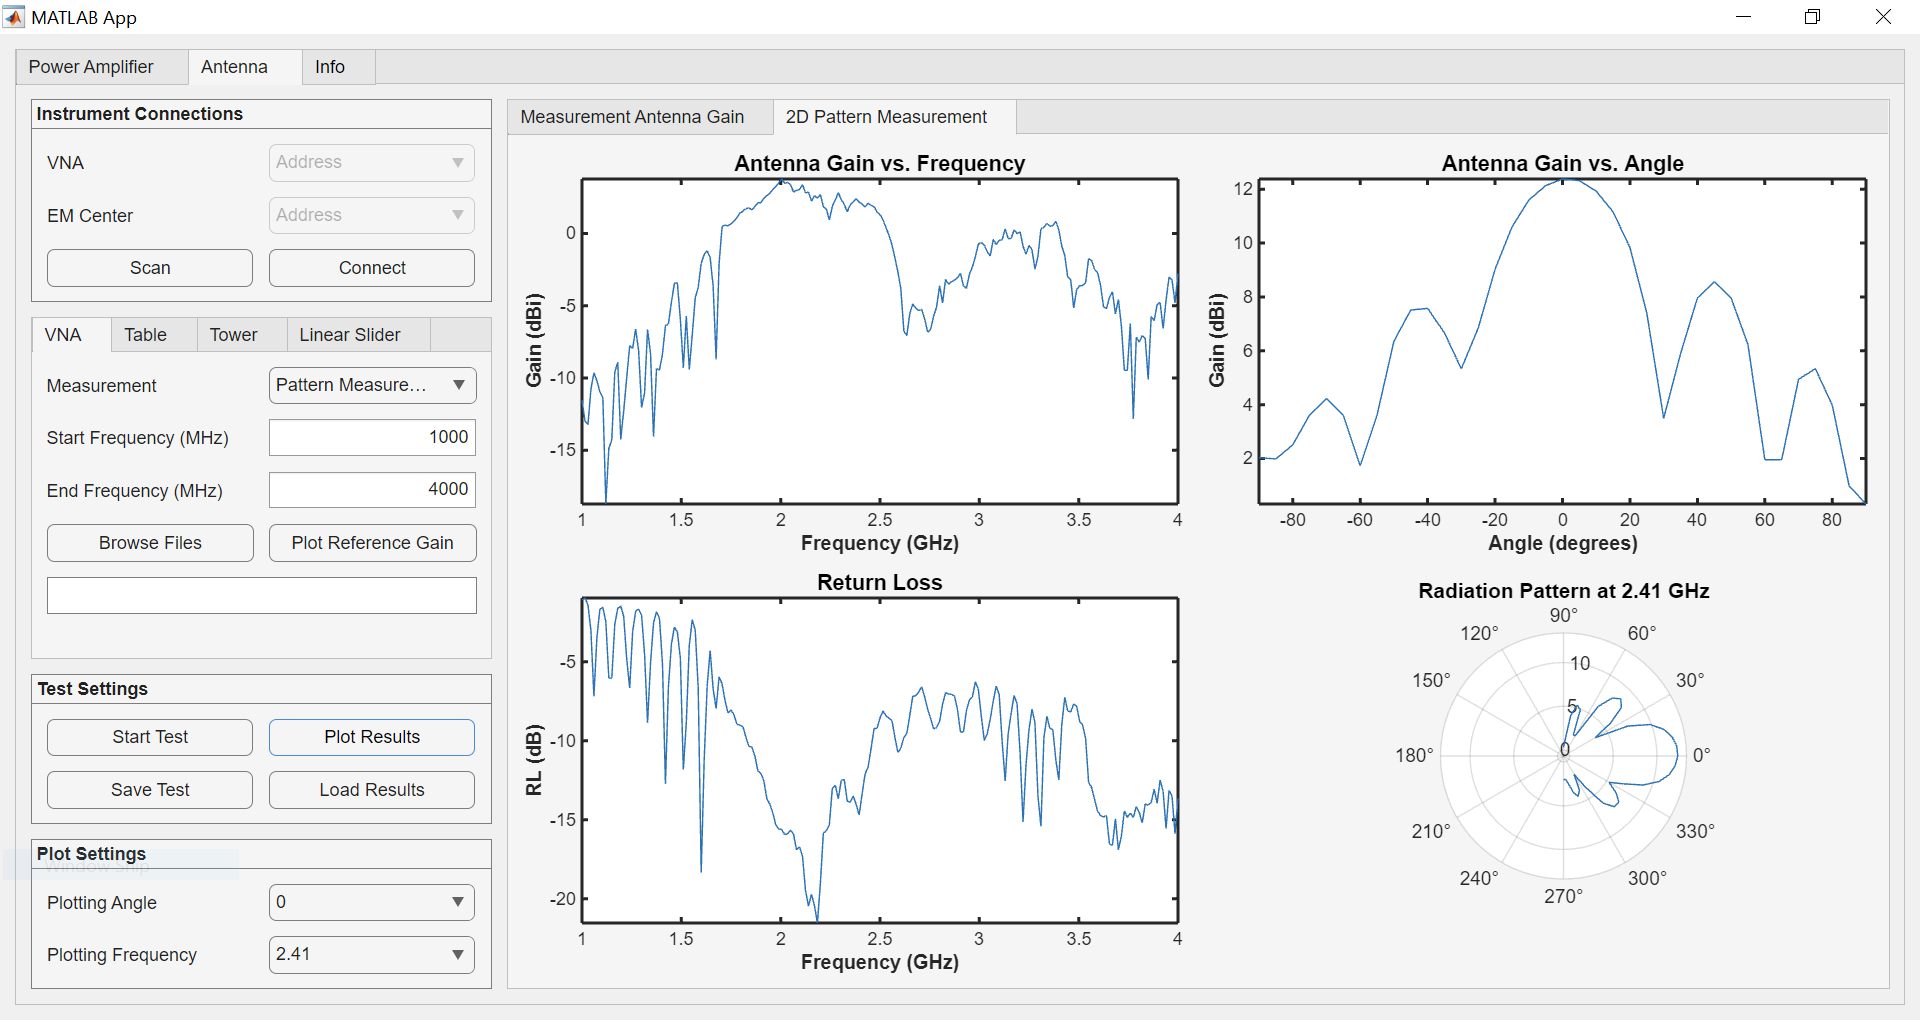 MATLAB App
Power Amplifier
Antenna
Info
Instrument Connections
VNA
Address
EM Center
Address
Scan
Connect
VNA
Table
Tower
Linear Slider
Measurement
Pattern Measure...
Start Frequency (MHz)
1000
End Frequency (MHz)
4000
Browse Files
Plot Reference Gain
Test Settings
Start Test
Plot Results
Save Test
Load Results
Plot Settings
Window Snip
Plotting Angle
0
Plotting Frequency
2.41
Measurement Antenna Gain
2D Pattern Measurement
Antenna Gain vs. Frequency
Gain (dBi)
0
-5
-10
-15
1 1.5 2 2.5 3 3.5 4
Frequency (GHz)
Antenna Gain vs. Angle
Gain (dBi)
12
10
8
6
4
2
-80 -60 -40 -20 0 20 40 60 80
Angle (degrees)
Return Loss
RL (dB)
-5
-10
-15
-20
1 1.5 2 2.5 3 3.5 4
Frequency (GHz)
Radiation Pattern at 2.41 GHz
90°
120° 60°
10
150° 30°
5
180° 0 0°
210° 330°
240° 300°
270°